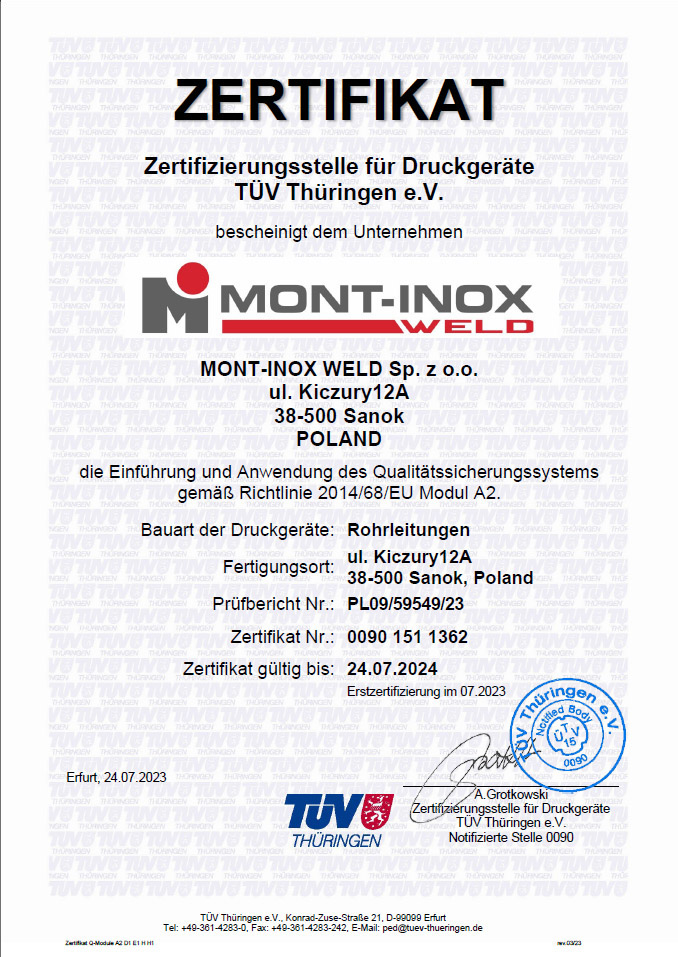 ZERTIFIKAT
Zertifizierungsstelle für Druckgeräte
TÜV Thüringen e.V.
bescheinigt dem Unternehmen
MONT-INOX
WELD
MONT-INOX WELD Sp. z o.o.
ul. Kiczury12A
38-500 Sanok
POLAND
die Einführung und Anwendung des Qualitätssicherungssystems
gemäß Richtlinie 2014/68/EU Modul A2.
Bauart der Druckgeräte: Rohrleitungen
Fertigungsort: ul. Kiczury12A
38-500 Sanok, Poland
Prüfbericht Nr.: PL09/59549/23
Zertifikat Nr.: 0090 151 1362
Zertifikat gültig bis: 24.07.2024
Erstzertifizierung im 07.2023
TÜV Thüringen e.V.
Notified Body
TÜV
15
0090
Erfurt, 24.07.2023
A.Grotkowski
Zertifizierungsstelle für Druckgeräte
TÜV Thüringen e.V.
Notifizierte Stelle 0090
TÜV
THÜRINGEN
TÜV Thüringen e.V., Konrad-Zuse-Straße 21, D-99099 Erfurt
Tel: +49-361-4283-0, Fax: +49-361-4283-242, E-Mail: ped@tuev-thueringen.de
Zertifikat Q-Module A2 D1 E1 H H1
rev.03/23